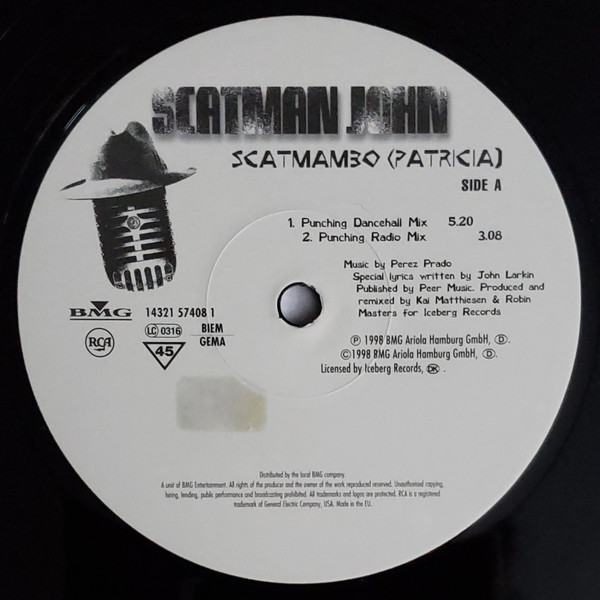 SCATMAN JOHN
SCATMAMBO (PATRICIA)
SIDE A
1. Punching Dancehall Mix 5.20
2. Punching Radio Mix 3.08
Music by Perez Prado
Special lyrics written by John Larkin
Published by Peer Music. Produced and
remixed by Kai Matthiesen & Robin
Masters for Iceberg Records
BMG 14321 57408 1
RCA LC 0316 BIEM
GEMA
45
Ⓟ 1998 BMG Ariola Hamburg GmbH, D.
©1998 BMG Ariola Hamburg GmbH, D.
Licensed by Iceberg Records, DK.
Distributed by the local BMG company.
A unit of BMG Entertainment. All rights of the producer and the owner of the work reproduced reserved. Unauthorised copying,
hiring, lending, public performance and broadcasting prohibited. All trademarks and logos are protected. RCA is a registered
trademark of General Electric Company, USA. Made in the EU.